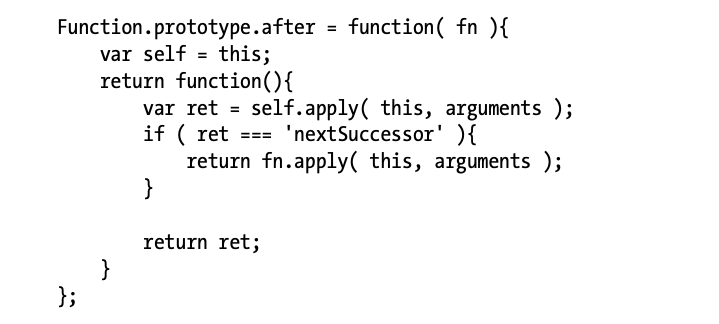 Function.prototype.after = function( fn ){
    var self = this;
    return function(){
        var ret = self.apply( this, arguments );
        if ( ret === 'nextSuccessor' ){
            return fn.apply( this, arguments );
        }

        return ret;
    }
};